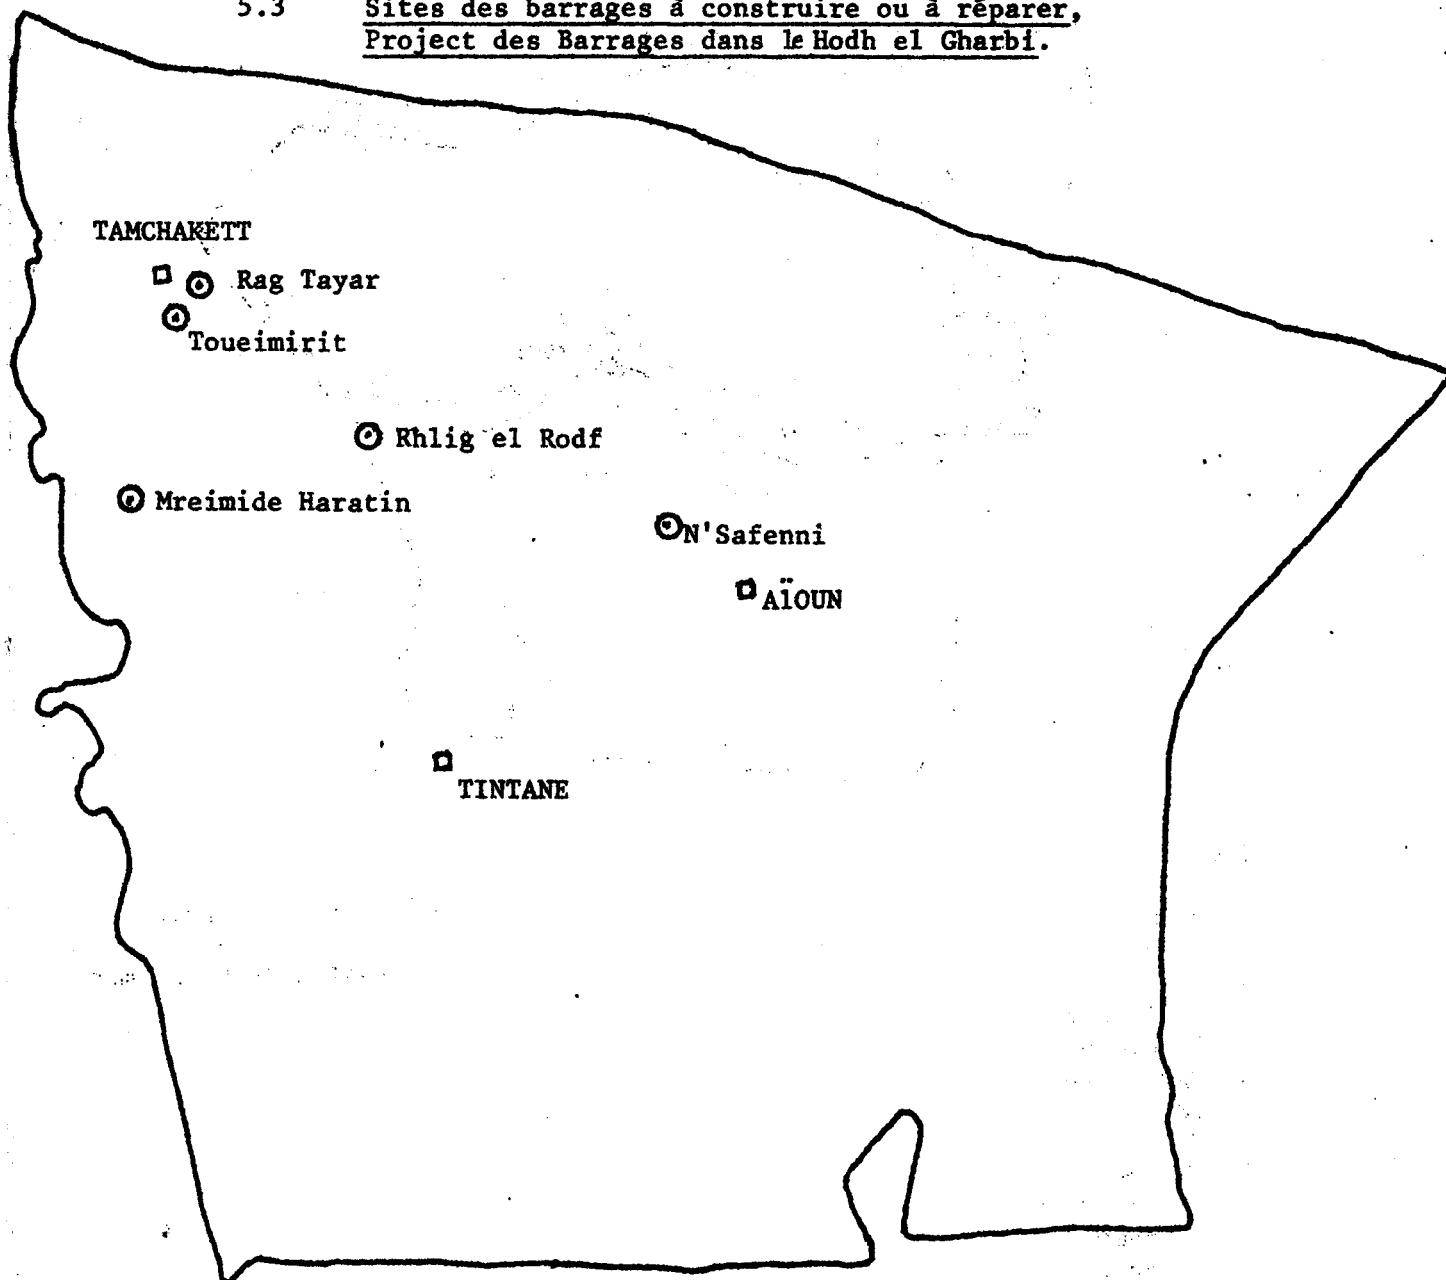 5.3 Sites des barrages à construire ou à réparer,
Project des Barrages dans le Hodh el Gharbi.
TAMCHAKETT
Rag Tayar
Toueimirit
Rhlig el Rodf
Mreimide Haratin
N'Safenni
AÏOUN
TINTANE